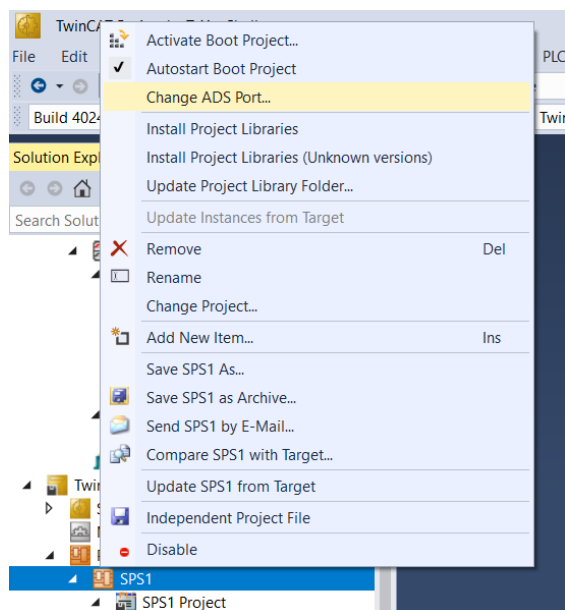 TwinCAT
File Edit
Activate Boot Project...
Autostart Boot Project
PLC
Change ADS Port...
Build 4024
Twin
Install Project Libraries
Install Project Libraries (Unknown versions)
Solution Exp
Update Project Library Folder...
Update Instances from Target
Search Solut
Remove Del
Rename
Change Project...
Add New Item... Ins
Save SPS1 As...
Save SPS1 as Archive...
Send SPS1 by E-Mail...
Compare SPS1 with Target...
Update SPS1 from Target
Twi
Independent Project File
Disable
SPS1
SPS1 Project